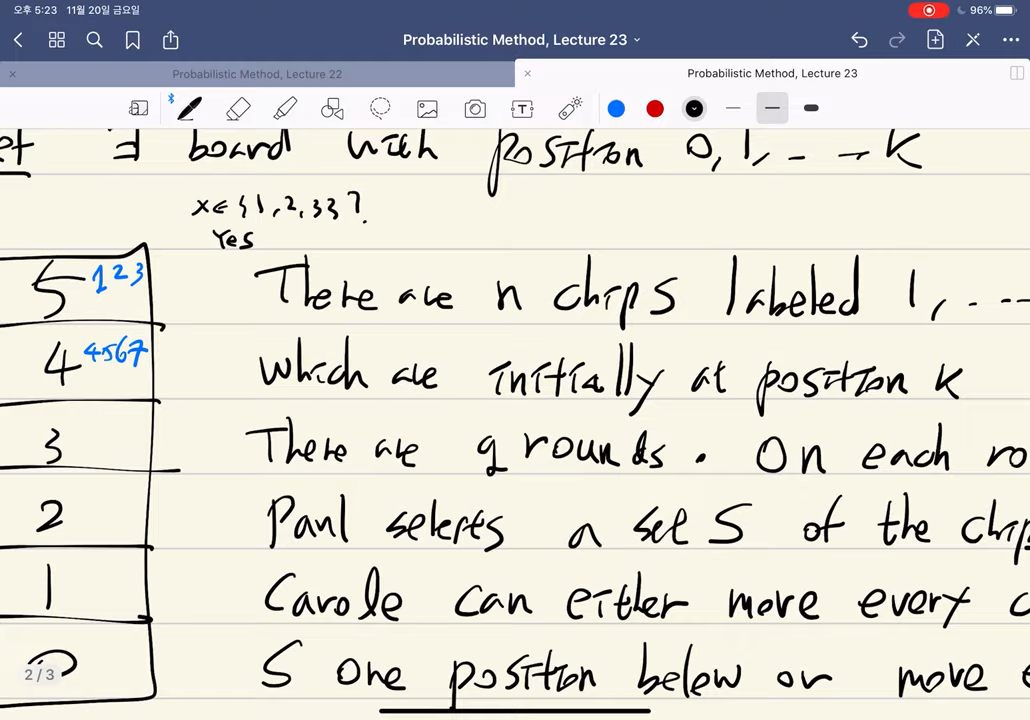 오후 5:23 11월 20일 금요일
96%
Probabilistic Method, Lecture 23
Probabilistic Method, Lecture 22
Probabilistic Method, Lecture 23
et ∃ board with position 0, 1, . . ., k
x ∈ {1, 2, 3}?
Yes
5 1 2 3
There are n chips labeled 1, . . .
4 4 5 6 7
which are initially at position k
3
There are q rounds. On each ro
2
Paul selects a set S of the chip
1
Carole can either move every c
0
S one position below or move
2 / 3